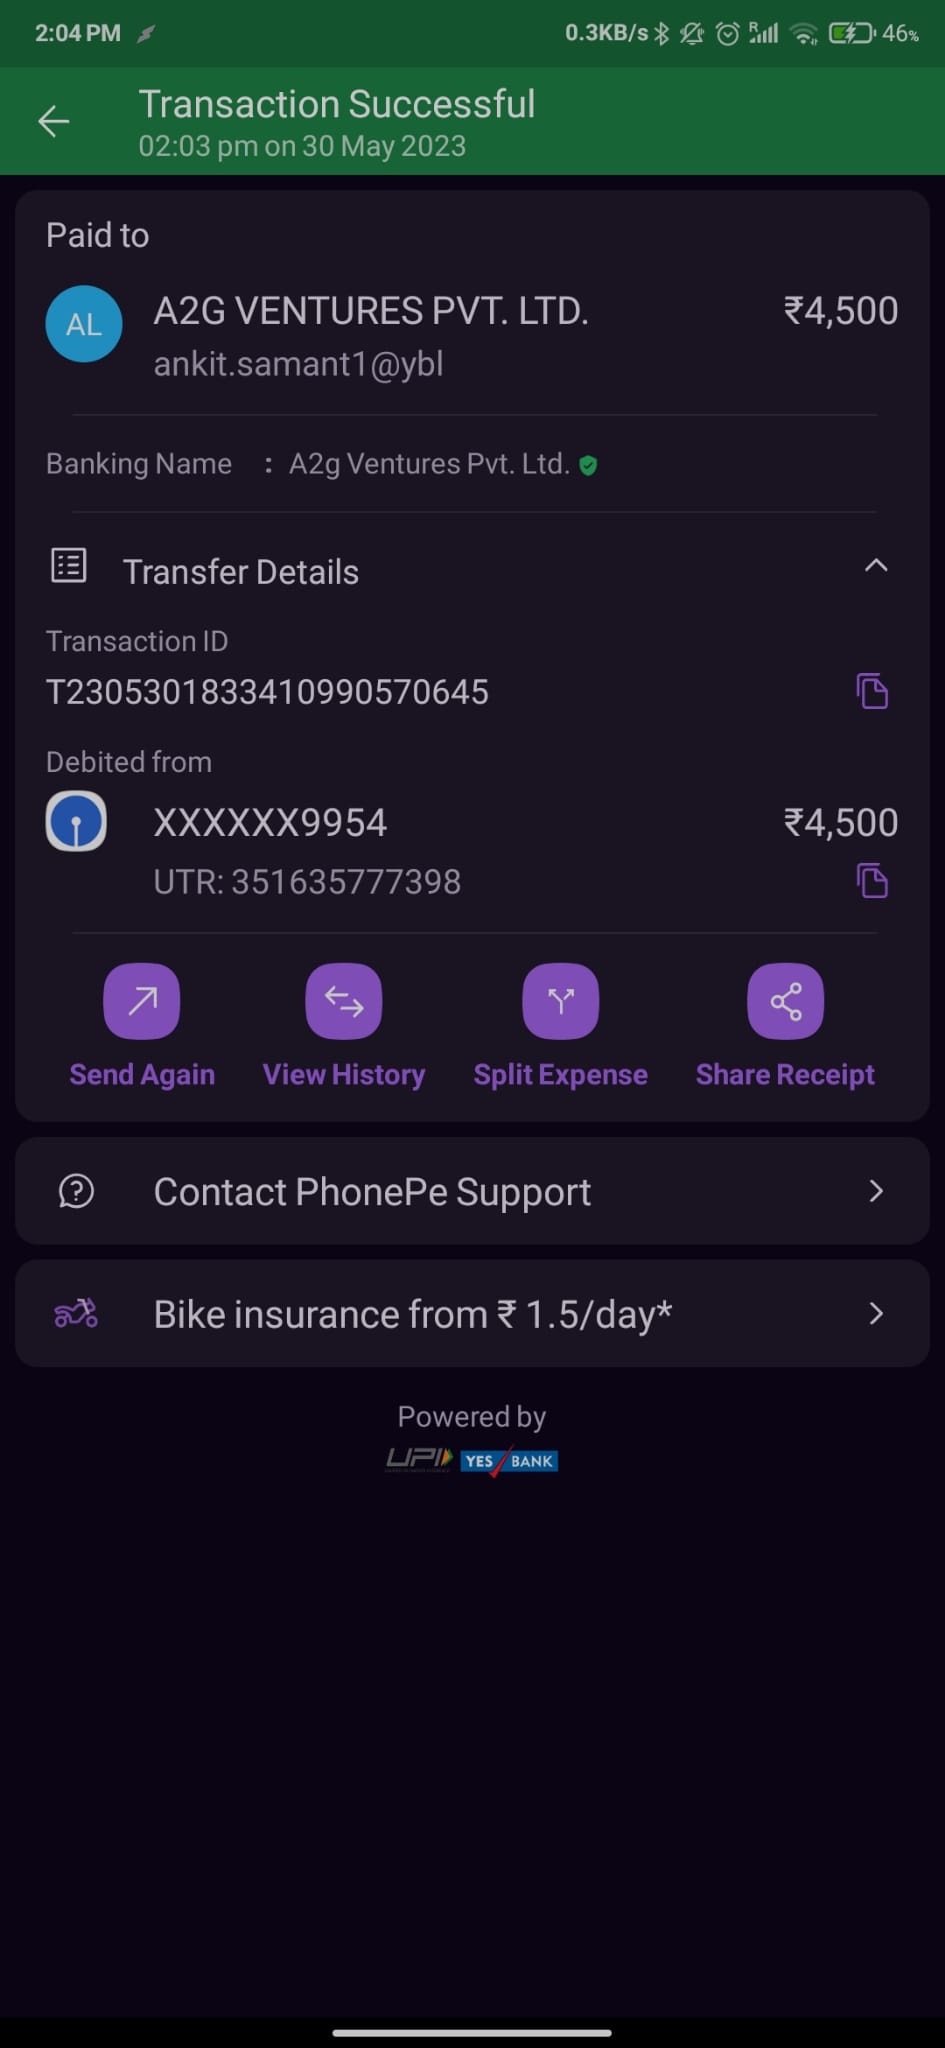 2:04 PM 0.3KB/s R 46%
Transaction Successful
02:03 pm on 30 May 2023
Paid to
AL A2G VENTURES PVT. LTD. ₹4,500
ankit.samant1@ybl
Banking Name : A2g Ventures Pvt. Ltd.
Transfer Details
Transaction ID
T2305301833410990570645
Debited from
XXXXXX9954 ₹4,500
UTR: 351635777398
Send Again View History Split Expense Share Receipt
Contact PhonePe Support
Bike insurance from ₹ 1.5/day*
Powered by
UPI YES BANK